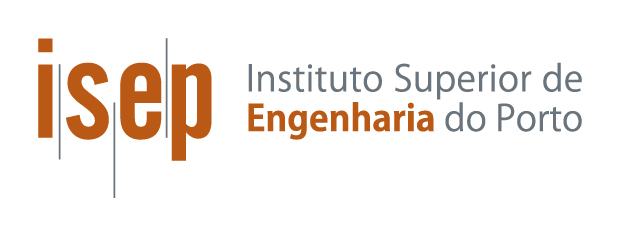 isep
Instituto Superior de
Engenharia do Porto